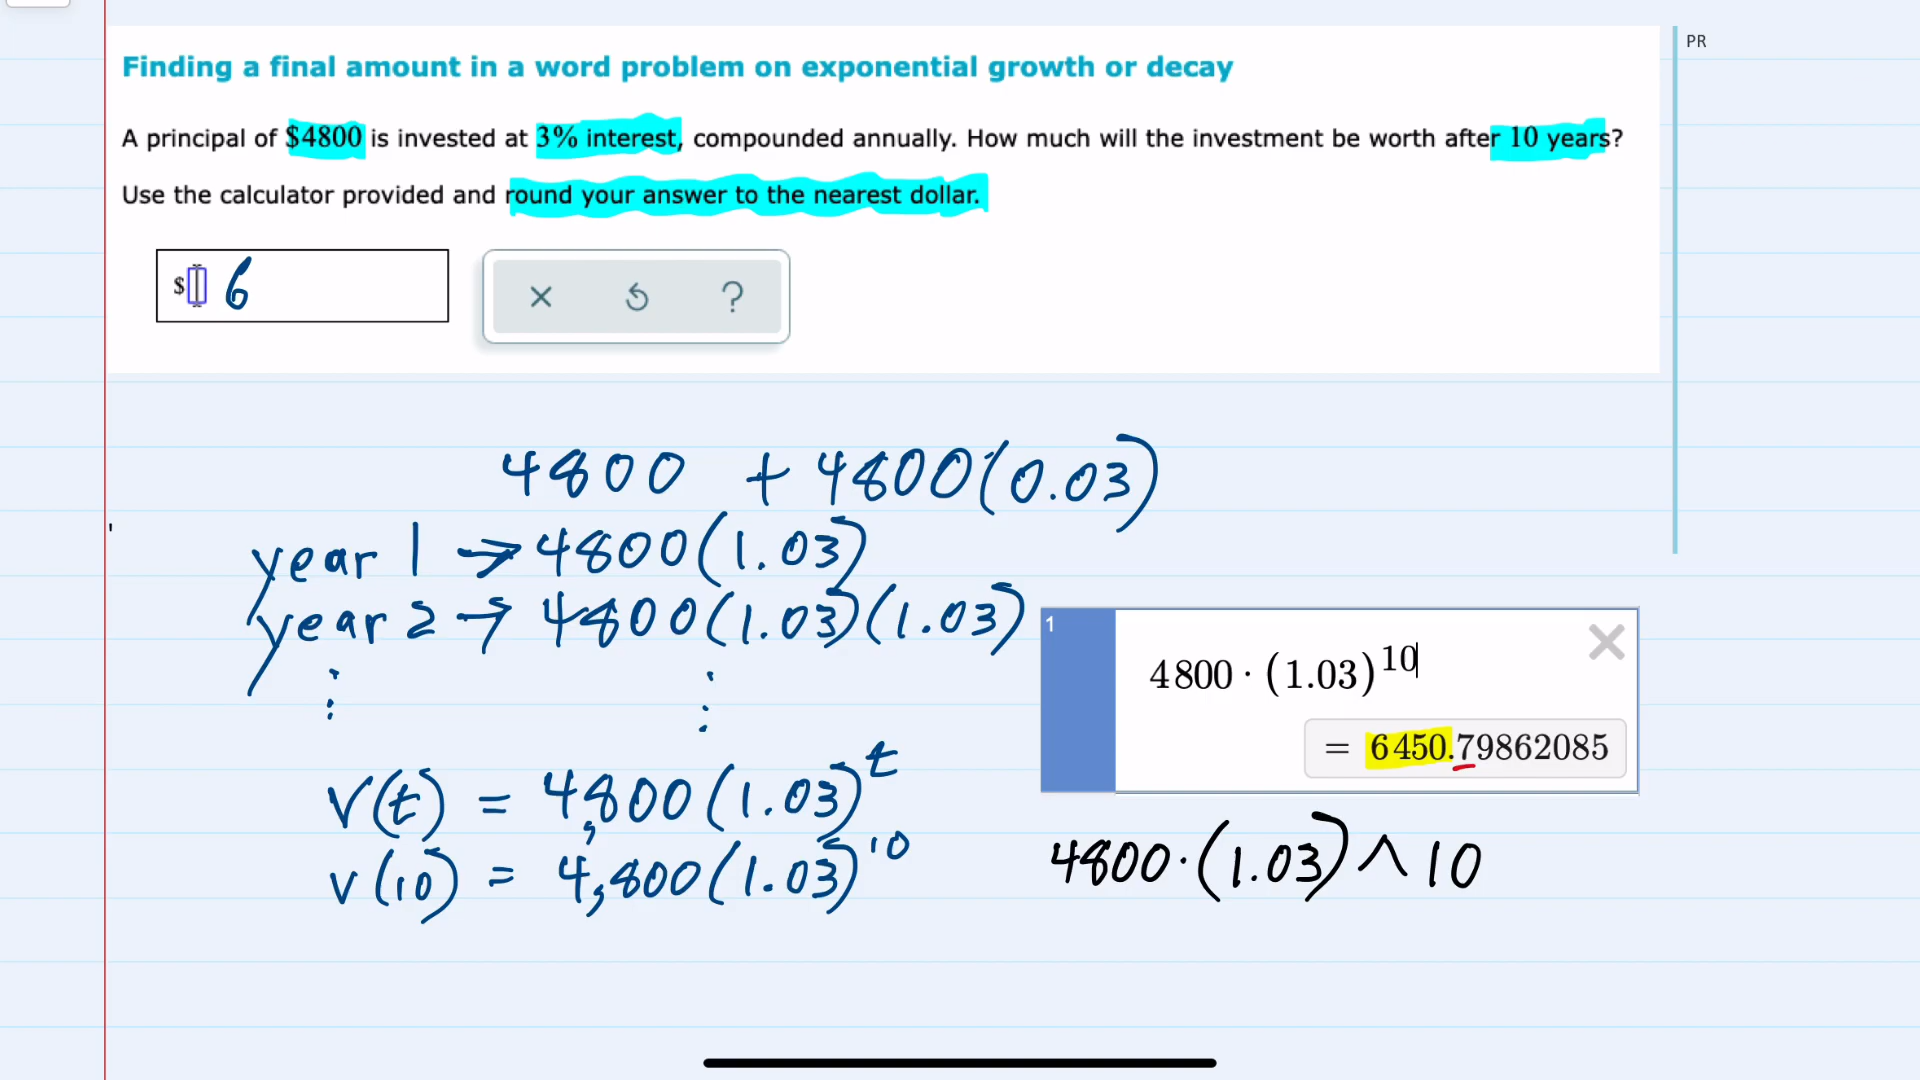 PR
Finding a final amount in a word problem on exponential growth or decay
A principal of $4800 is invested at 3% interest, compounded annually. How much will the investment be worth after 10 years?
Use the calculator provided and round your answer to the nearest dollar.
$ 6
× ?
4800 + 4800(0.03)
year 1 → 4800(1.03)
year 2 → 4800(1.03)(1.03)
: :
V(t) = 4,800(1.03)^t
V(10) = 4,800(1.03)^10
1
4800 · (1.03)^10
= 6450.79862085
4800·(1.03)^10